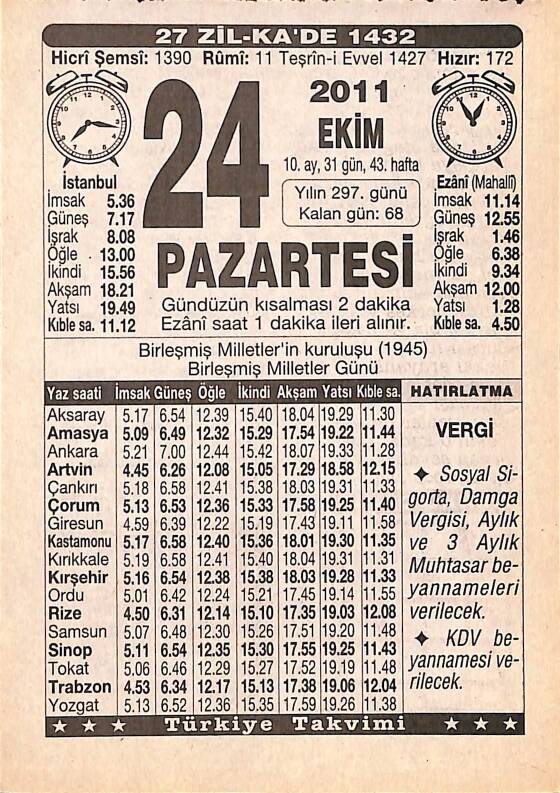 27 ZİL-KA'DE 1432
Hicrî Şemsî: 1390 Rûmî: 11 Teşrîn-i Evvel 1427 Hızır: 172
24
2011
EKİM
10. ay, 31 gün, 43. hafta
Yılın 297. günü
Kalan gün: 68
PAZARTESİ
Gündüzün kısalması 2 dakika
Ezânî saat 1 dakika ileri alınır.
İstanbul
İmsak 5.36
Güneş 7.17
İşrak 8.08
Öğle 13.00
İkindi 15.56
Akşam 18.21
Yatsı 19.49
Kıble sa. 11.12
Ezânî (Mahallî)
İmsak 11.14
Güneş 12.55
İşrak 1.46
Öğle 6.38
İkindi 9.34
Akşam 12.00
Yatsı 1.28
Kıble sa. 4.50
Birleşmiş Milletler'in kuruluşu (1945)
Birleşmiş Milletler Günü
Yaz saati İmsak Güneş Öğle İkindi Akşam Yatsı Kıble sa.
Aksaray 5.17 6.54 12.39 15.40 18.04 19.29 11.30
Amasya 5.09 6.49 12.32 15.29 17.54 19.22 11.44
Ankara 5.21 7.00 12.44 15.42 18.07 19.33 11.28
Artvin 4.45 6.26 12.08 15.05 17.29 18.58 12.15
Çankırı 5.18 6.58 12.41 15.38 18.03 19.31 11.33
Çorum 5.13 6.53 12.36 15.33 17.58 19.25 11.40
Giresun 4.59 6.39 12.22 15.19 17.43 19.11 11.58
Kastamonu 5.17 6.58 12.40 15.36 18.01 19.30 11.35
Kırıkkale 5.19 6.58 12.41 15.40 18.04 19.31 11.31
Kırşehir 5.16 6.54 12.38 15.38 18.03 19.28 11.33
Ordu 5.01 6.42 12.24 15.21 17.45 19.14 11.55
Rize 4.50 6.31 12.14 15.10 17.35 19.03 12.08
Samsun 5.07 6.48 12.30 15.26 17.51 19.20 11.48
Sinop 5.11 6.54 12.35 15.30 17.55 19.25 11.43
Tokat 5.06 6.46 12.29 15.27 17.52 19.19 11.48
Trabzon 4.53 6.34 12.17 15.13 17.38 19.06 12.04
Yozgat 5.13 6.52 12.36 15.35 17.59 19.26 11.38
HATIRLATMA
VERGİ
✦ Sosyal Si-
gorta, Damga
Vergisi, Aylık
ve 3 Aylık
Muhtasar be-
yannameleri
verilecek.
✦ KDV be-
yannamesi ve-
rilecek.
★ ★ ★ Türkiye Takvimi ★ ★ ★